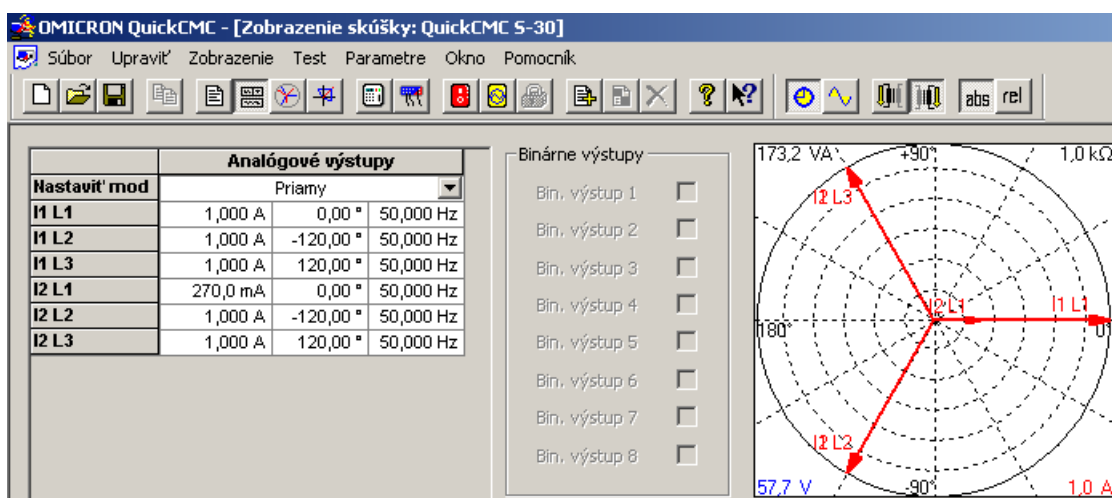 OMICRON QuickCMC - [Zobrazenie skúšky: QuickCMC S-30]
Súbor Upraviť Zobrazenie Test Parametre Okno Pomocník
abs rel
Analógové výstupy
Nastaviť mod Priamy
I1 L1 1,000 A 0,00 ° 50,000 Hz
I1 L2 1,000 A -120,00 ° 50,000 Hz
I1 L3 1,000 A 120,00 ° 50,000 Hz
I2 L1 270,0 mA 0,00 ° 50,000 Hz
I2 L2 1,000 A -120,00 ° 50,000 Hz
I2 L3 1,000 A 120,00 ° 50,000 Hz
Binárne výstupy
Bin. výstup 1
Bin. výstup 2
Bin. výstup 3
Bin. výstup 4
Bin. výstup 5
Bin. výstup 6
Bin. výstup 7
Bin. výstup 8
173,2 VA +90° 1,0 kΩ
L3
I2 L1 I1 L1
180° 0°
L2
57,7 V -90° 1,0 A